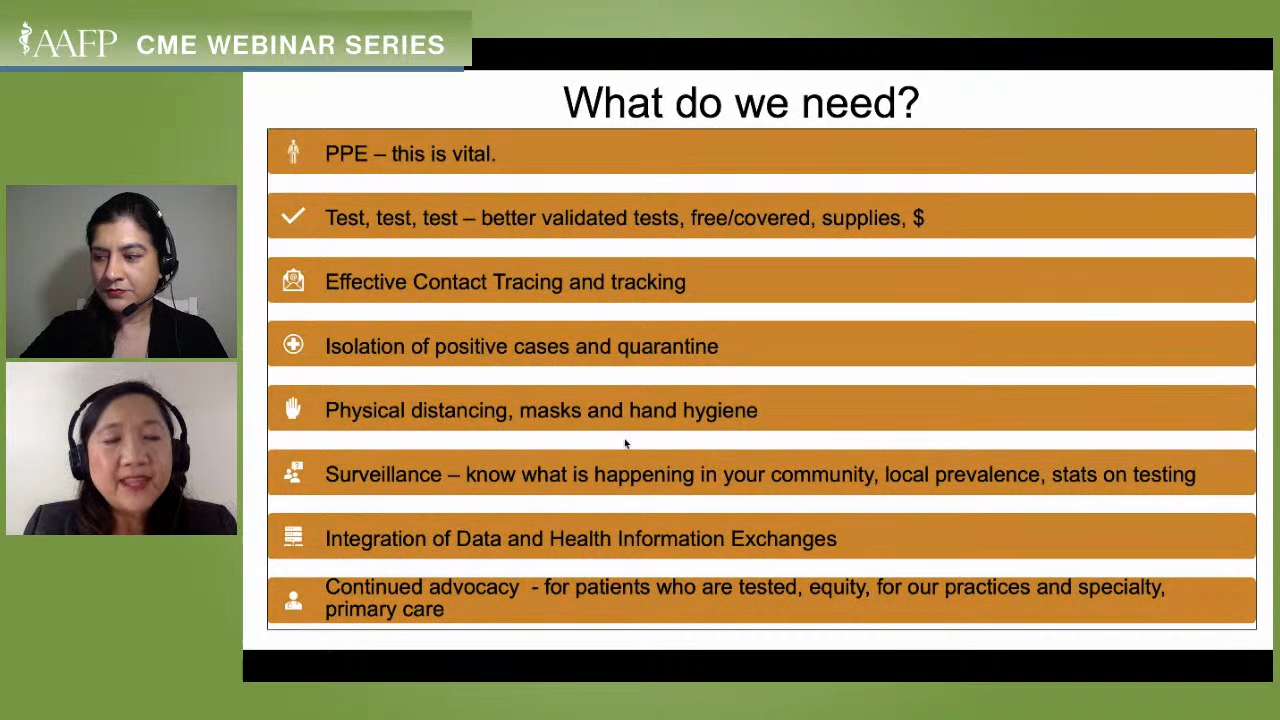 AAFP CME WEBINAR SERIES
What do we need?
PPE – this is vital.
Test, test, test – better validated tests, free/covered, supplies, $
Effective Contact Tracing and tracking
Isolation of positive cases and quarantine
Physical distancing, masks and hand hygiene
Surveillance – know what is happening in your community, local prevalence, stats on testing
Integration of Data and Health Information Exchanges
Continued advocacy  - for patients who are tested, equity, for our practices and specialty,
primary care